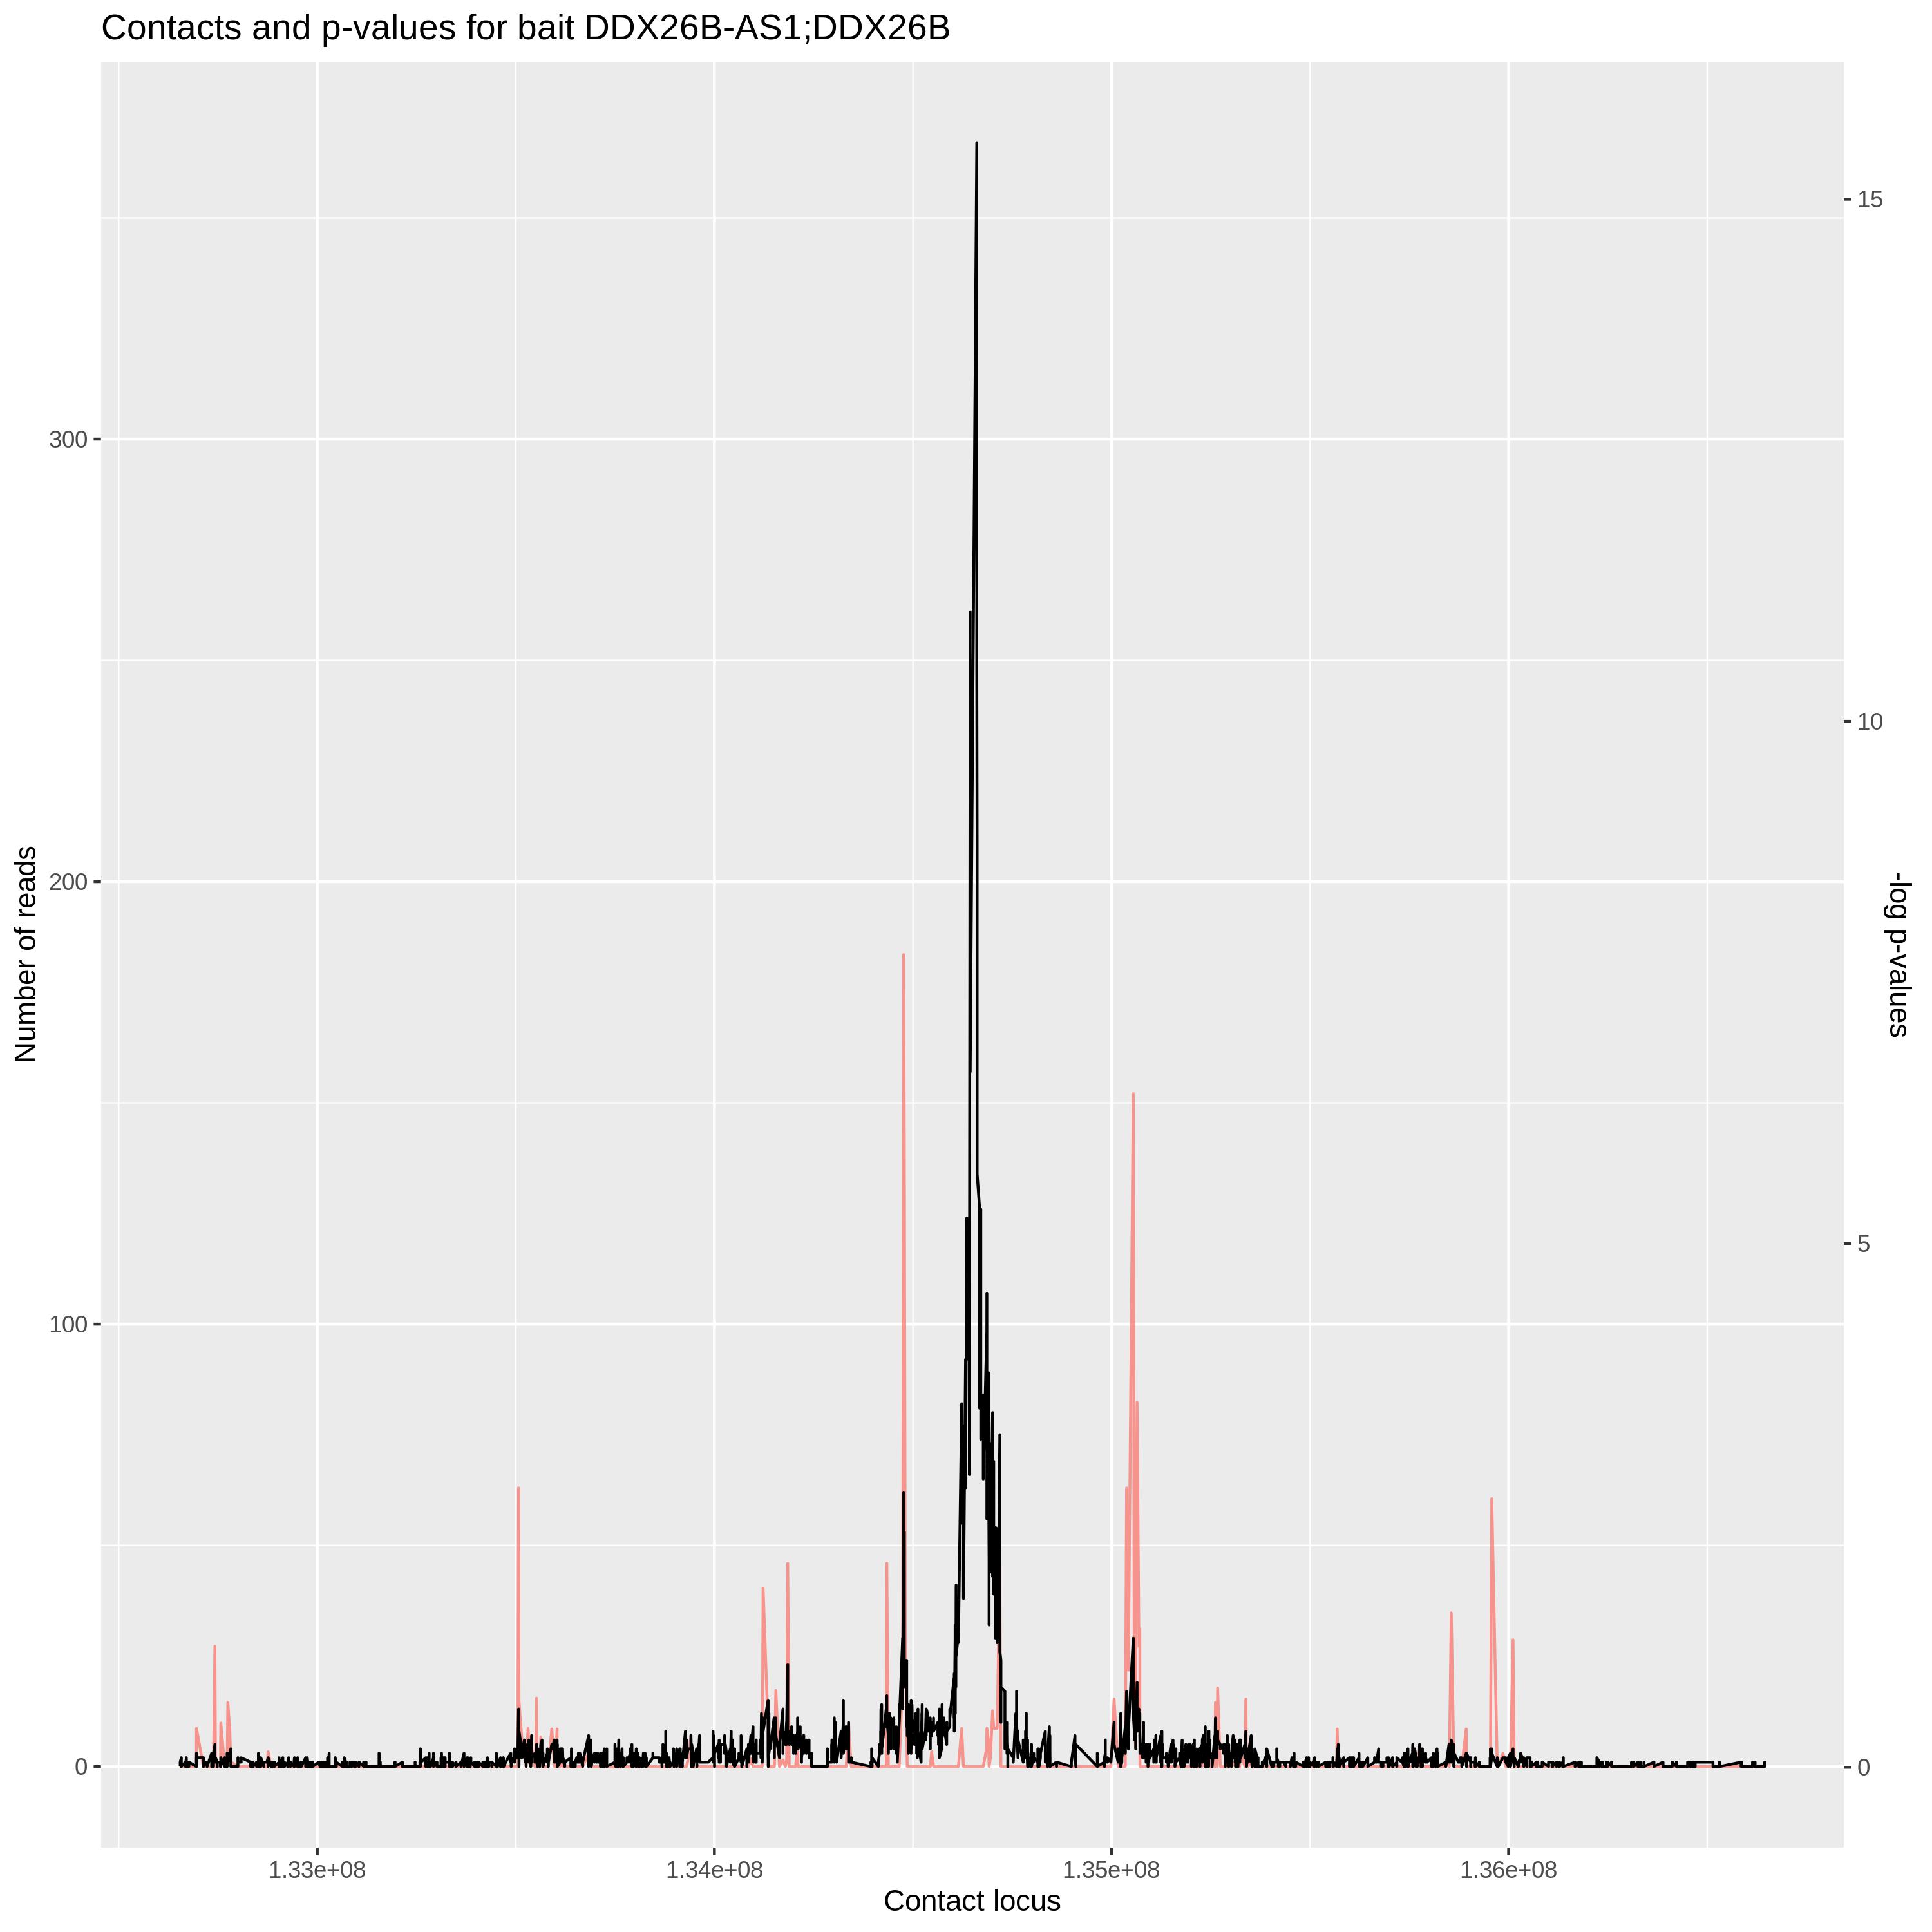 Contacts and p-values for bait DDX26B-AS1;DDX26B
Number of reads
300
200
100
0
15
10
5
0
-log p-values
1.33e+08
1.34e+08
1.35e+08
1.36e+08
Contact locus